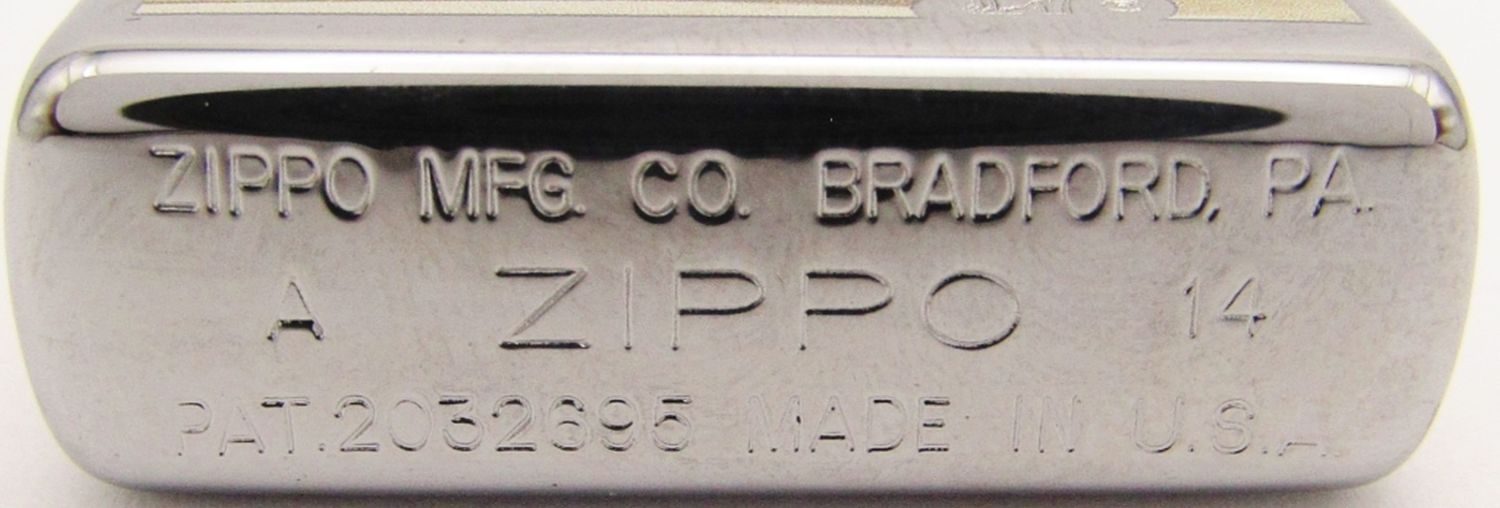 ZIPPO MFG. CO. BRADFORD, PA.
A ZIPPO 14
PAT.2032695 MADE IN U.S.A.